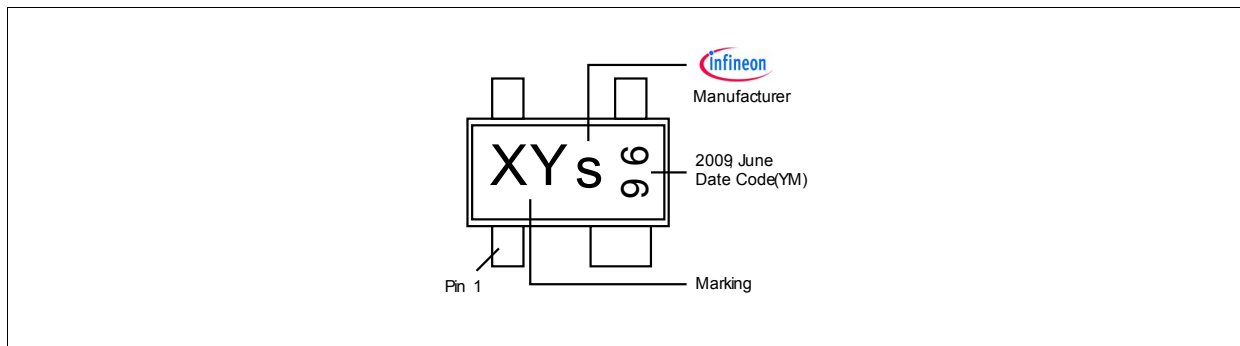 infineon
Manufacturer
XYs
96
2009, June
Date Code(YM)
Pin 1
Marking